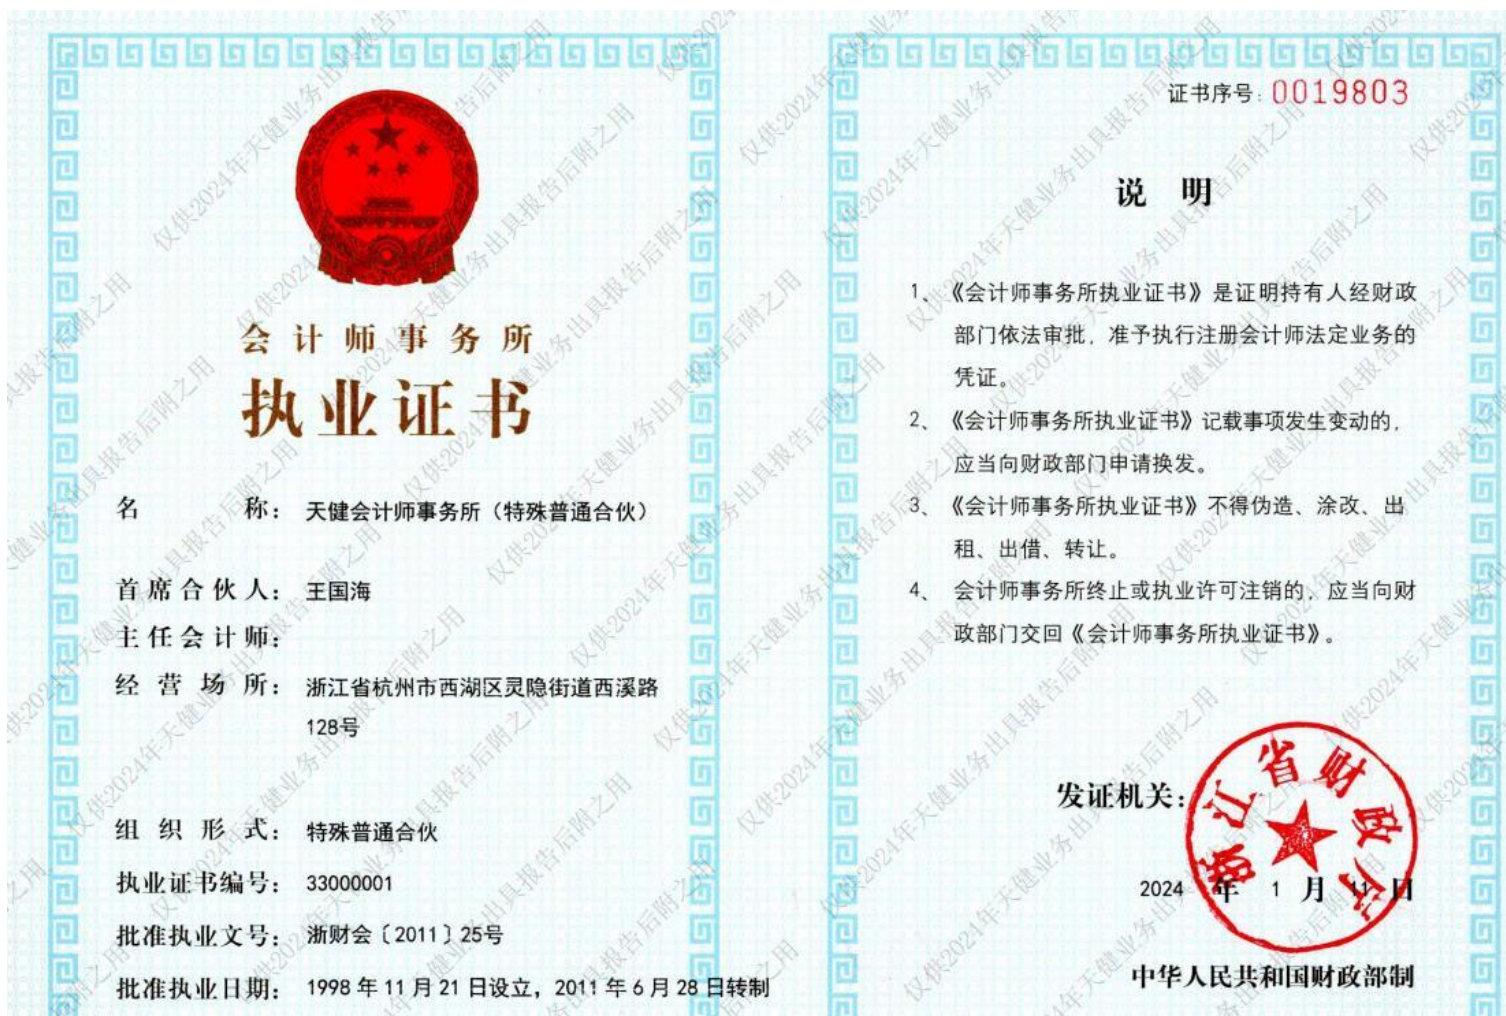 会计师事务所
执业证书
名称：天健会计师事务所（特殊普通合伙）
首席合伙人：王国海
主任会计师：
经营场所：浙江省杭州市西湖区灵隐街道西溪路
128号
组织形式：特殊普通合伙
执业证书编号：33000001
批准执业文号：浙财会〔2011〕25号
批准执业日期：1998年11月21日设立，2011年6月28日转制
证书序号：0019803
说明
1、《会计师事务所执业证书》是证明持有人经财政
部门依法审批，准予执行注册会计师法定业务的
凭证。
2、《会计师事务所执业证书》记载事项发生变动的，
应当向财政部门申请换发。
3、《会计师事务所执业证书》不得伪造、涂改、出
租、出借、转让。
4、会计师事务所终止或执业许可注销的，应当向财
政部门交回《会计师事务所执业证书》。
发证机关：
浙江省财政厅
2024年1月11日
中华人民共和国财政部制
仅供2024年天健业务出具报告后附之用